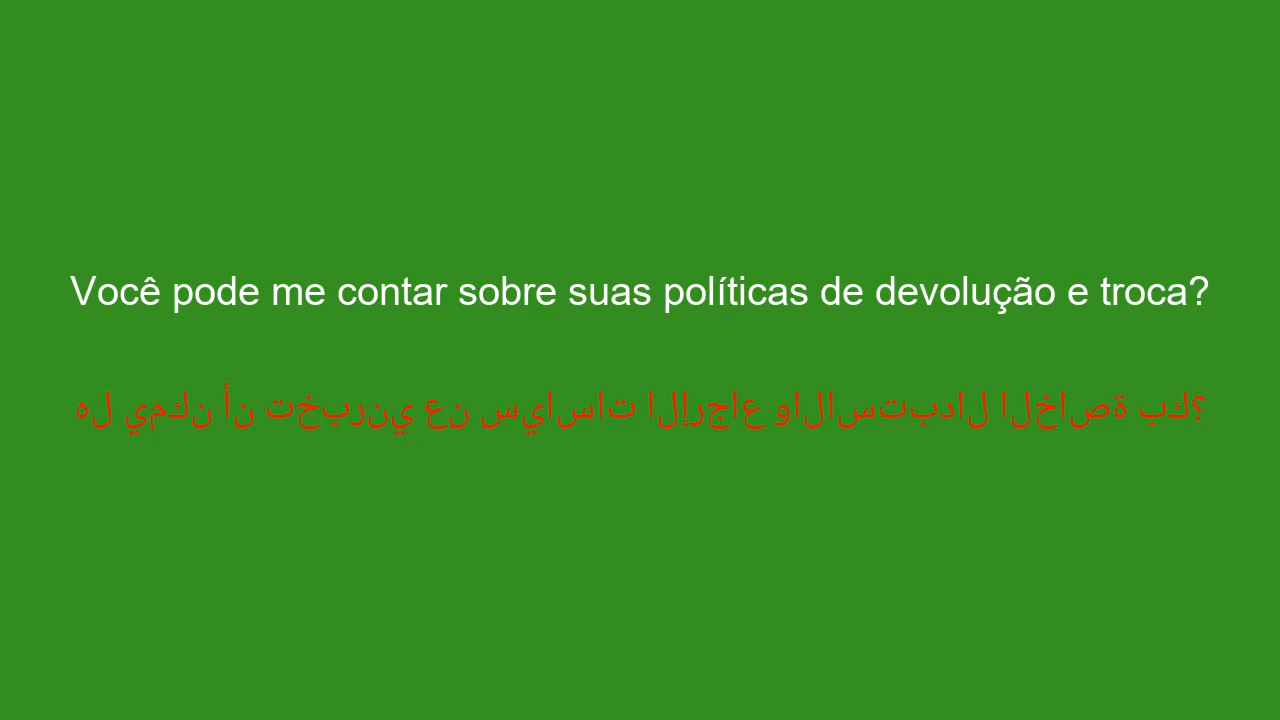 Você pode me contar sobre suas políticas de devolução e troca?
هل يمكن أن تخبرني عن سياسات الإرجاع والاستبدال الخاصة بك؟